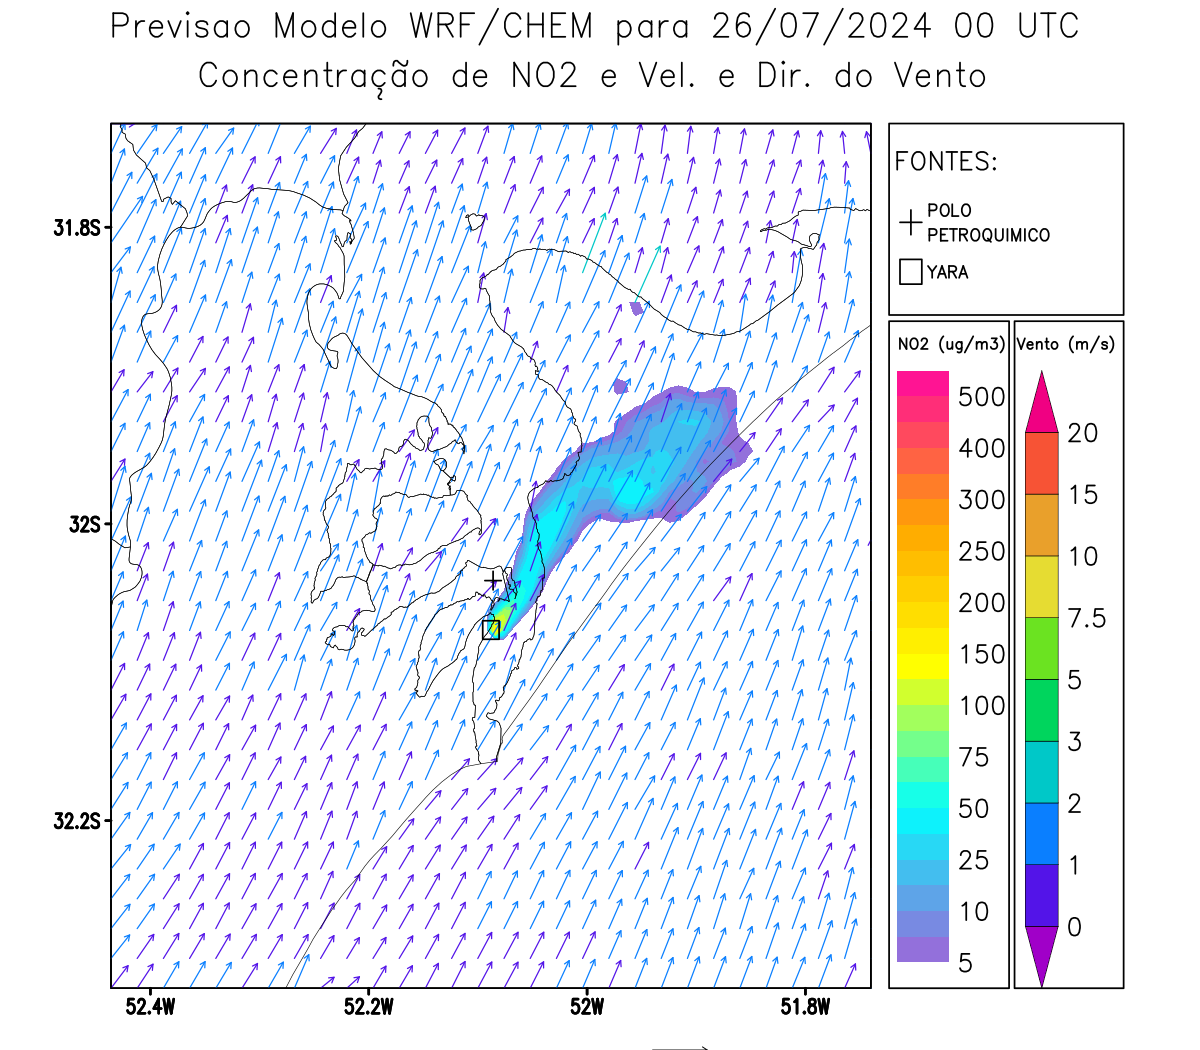 Previsao Modelo WRF/CHEM para 26/07/2024 00 UTC
Concentração de NO2 e Vel. e Dir. do Vento
FONTES:
POLO
PETROQUIMICO
YARA
NO2 (ug/m3)
500
400
300
250
200
150
100
75
50
25
10
5
Vento (m/s)
20
15
10
7.5
5
3
2
1
0
31.8S
32S
32.2S
52.4W
52.2W
52W
51.8W